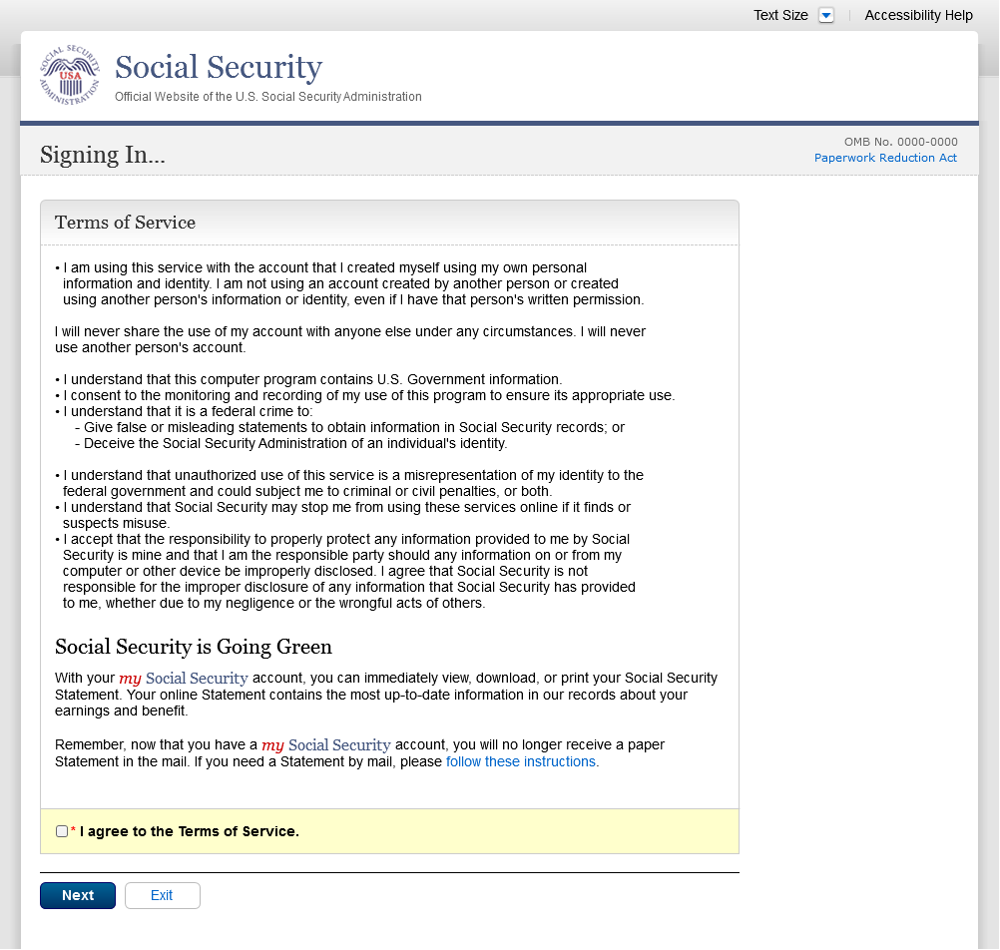 Text Size Accessibility Help
SOCIAL SECURITY ADMINISTRATION
USA
Social Security
Official Website of the U.S. Social Security Administration
Signing In...
OMB No. 0000-0000
Paperwork Reduction Act
Terms of Service
• I am using this service with the account that I created myself using my own personal
information and identity. I am not using an account created by another person or created
using another person's information or identity, even if I have that person's written permission.
I will never share the use of my account with anyone else under any circumstances. I will never
use another person's account.
• I understand that this computer program contains U.S. Government information.
• I consent to the monitoring and recording of my use of this program to ensure its appropriate use.
• I understand that it is a federal crime to:
- Give false or misleading statements to obtain information in Social Security records; or
- Deceive the Social Security Administration of an individual's identity.
• I understand that unauthorized use of this service is a misrepresentation of my identity to the
federal government and could subject me to criminal or civil penalties, or both.
• I understand that Social Security may stop me from using these services online if it finds or
suspects misuse.
• I accept that the responsibility to properly protect any information provided to me by Social
Security is mine and that I am the responsible party should any information on or from my
computer or other device be improperly disclosed. I agree that Social Security is not
responsible for the improper disclosure of any information that Social Security has provided
to me, whether due to my negligence or the wrongful acts of others.
Social Security is Going Green
With your my Social Security account, you can immediately view, download, or print your Social Security
Statement. Your online Statement contains the most up-to-date information in our records about your
earnings and benefit.
Remember, now that you have a my Social Security account, you will no longer receive a paper
Statement in the mail. If you need a Statement by mail, please follow these instructions.
* I agree to the Terms of Service.
Next Exit